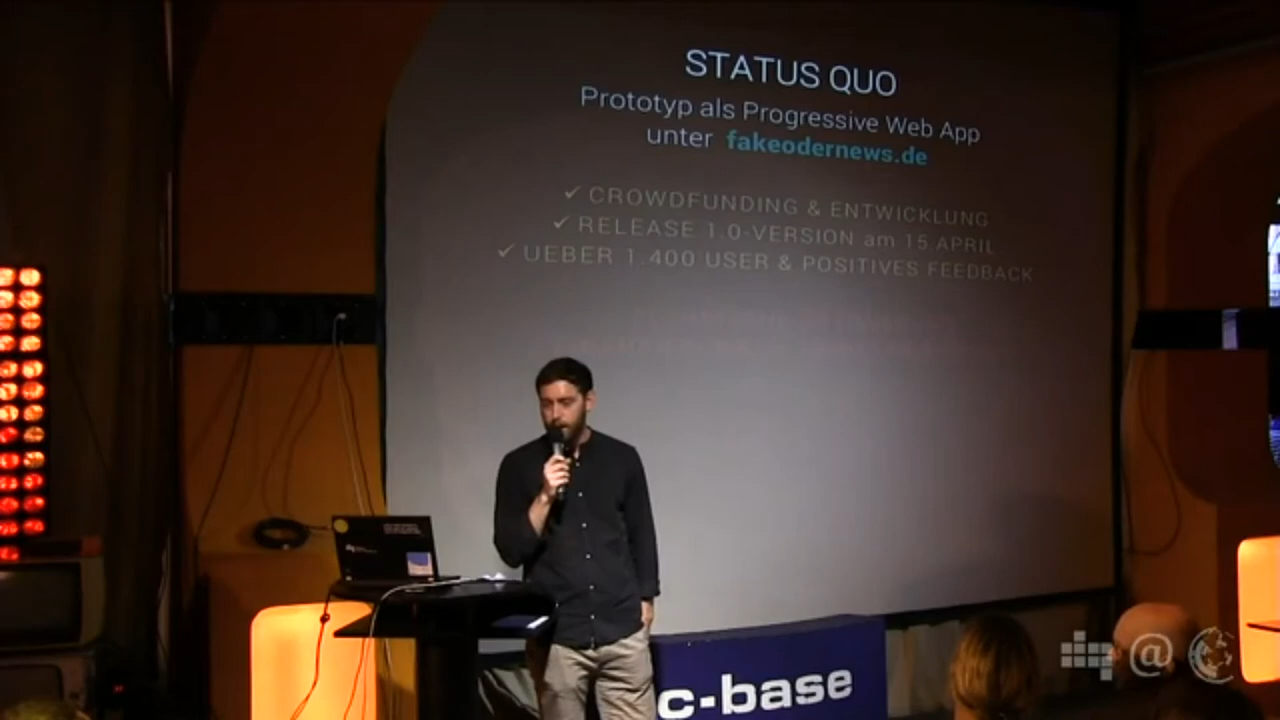 STATUS QUO
Prototyp als Progressive Web App
unter fakeodernews.de
✓ CROWDFUNDING & ENTWICKLUNG
✓ RELEASE 1.0-VERSION am 15 APRIL
✓ UEBER 1.400 USER & POSITIVES FEEDBACK
c-base
@